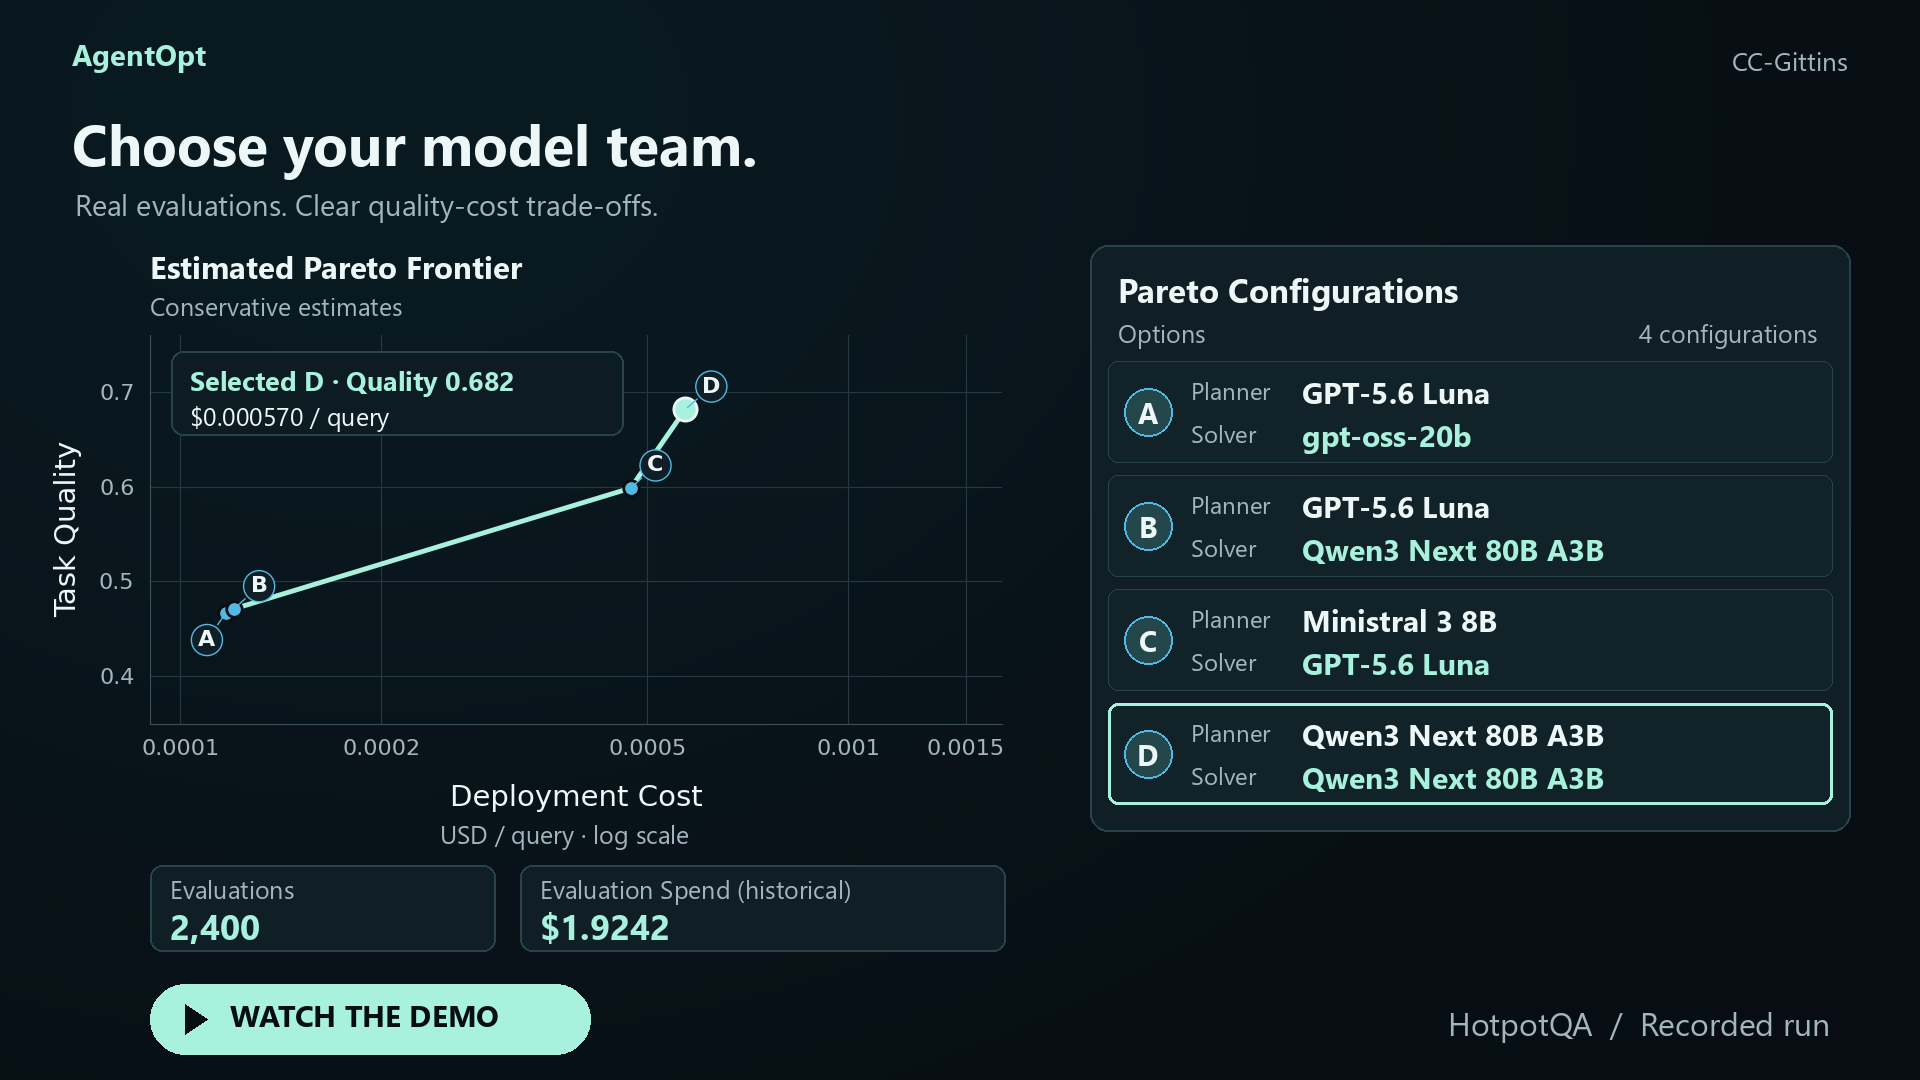 AgentOpt
CC-Gittins
Choose your model team.
Real evaluations. Clear quality-cost trade-offs.
Estimated Pareto Frontier
Conservative estimates
Selected D · Quality 0.682
$0.000570 / query
Task Quality
0.7
0.6
0.5
0.4
A
B
C
D
0.0001
0.0002
0.0005
0.001
0.0015
Deployment Cost
USD / query · log scale
Evaluations
2,400
Evaluation Spend (historical)
$1.9242
WATCH THE DEMO
Pareto Configurations
Options
4 configurations
A
Planner GPT-5.6 Luna
Solver gpt-oss-20b
B
Planner GPT-5.6 Luna
Solver Qwen3 Next 80B A3B
C
Planner Ministral 3 8B
Solver GPT-5.6 Luna
D
Planner Qwen3 Next 80B A3B
Solver Qwen3 Next 80B A3B
HotpotQA / Recorded run